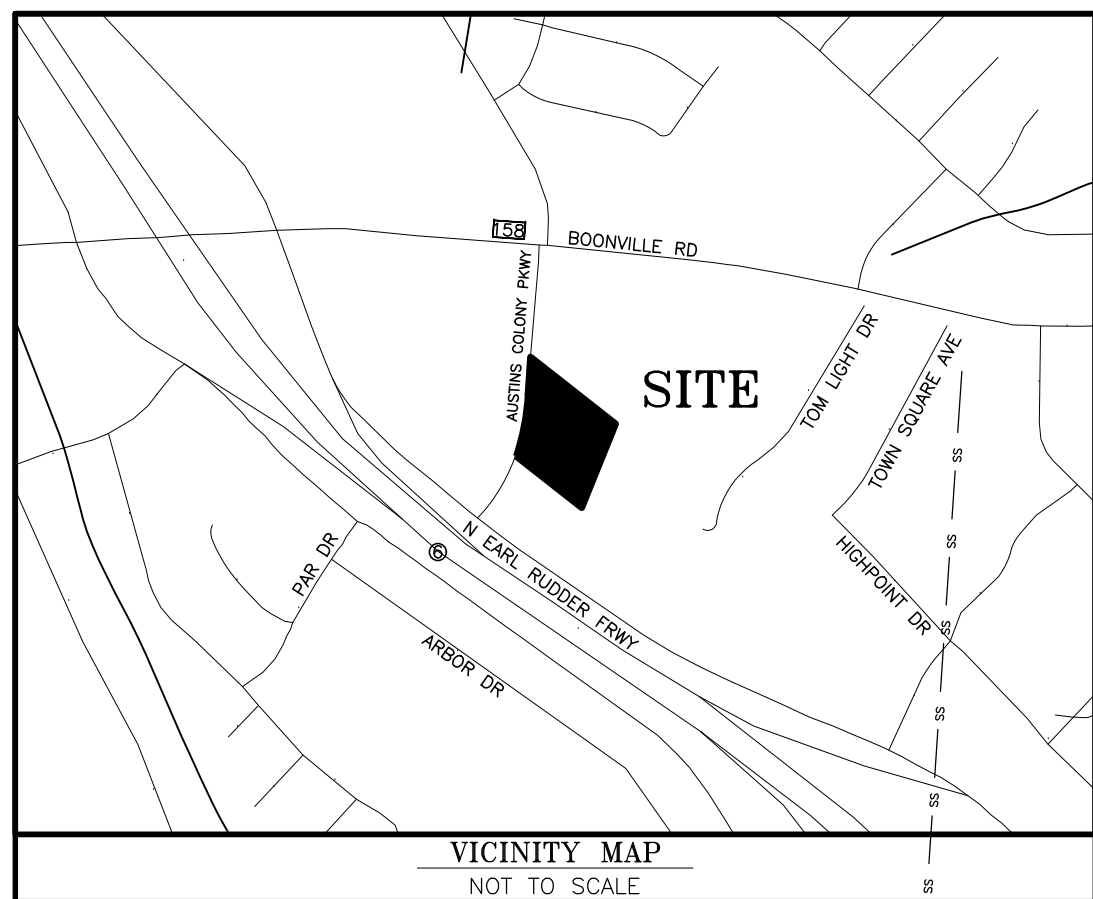 158
BOONVILLE RD
AUSTINS COLONY PKWY
SITE
TOM LIGHT DR
TOWN SQUARE AVE
SS
SS
HIGHPOINT DR
SS
N EARL RUDDER FRWY
6
PAR DR
ARBOR DR
SS
SS
SS
VICINITY MAP
NOT TO SCALE